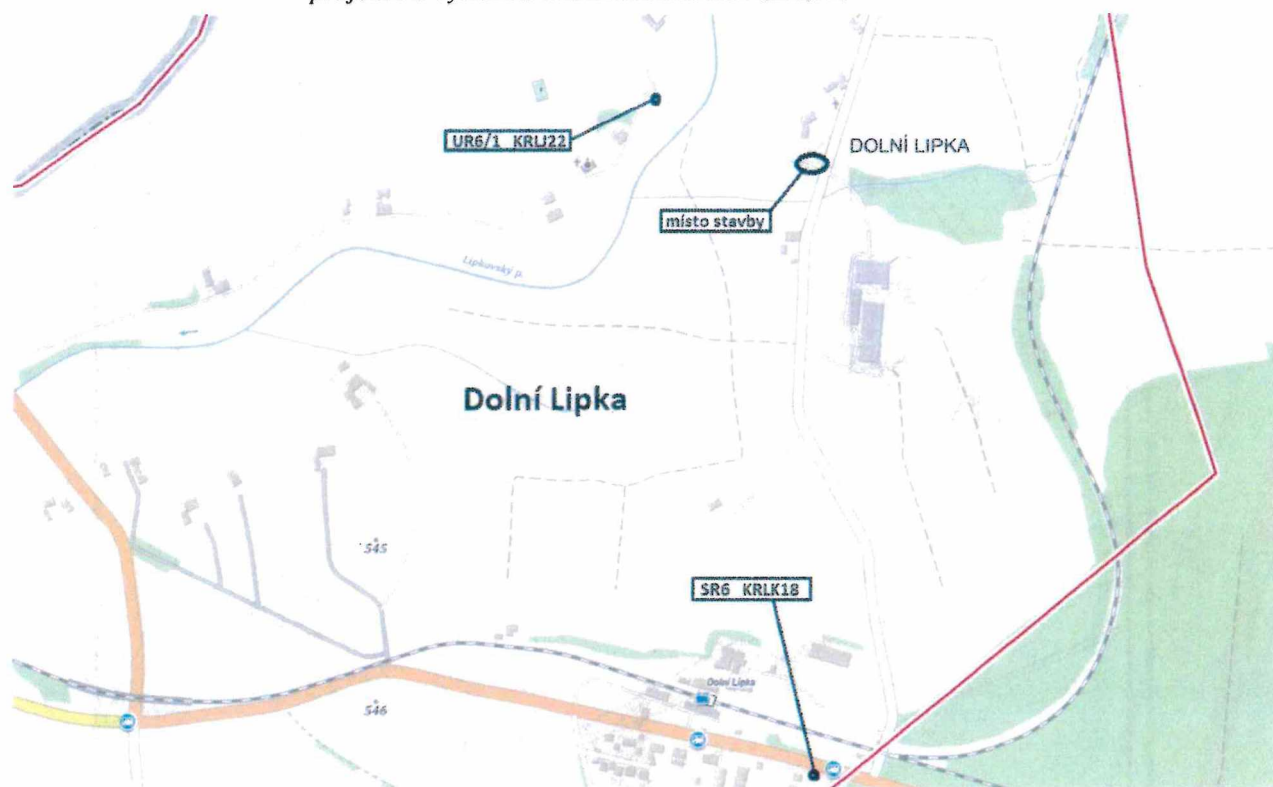 UR6/1 KRLJ22
DOLNÍ LIPKA
místo stavby
Lipkovský p.
Dolní Lipka
545
SR6 KRLK18
Dolní Lipka
546